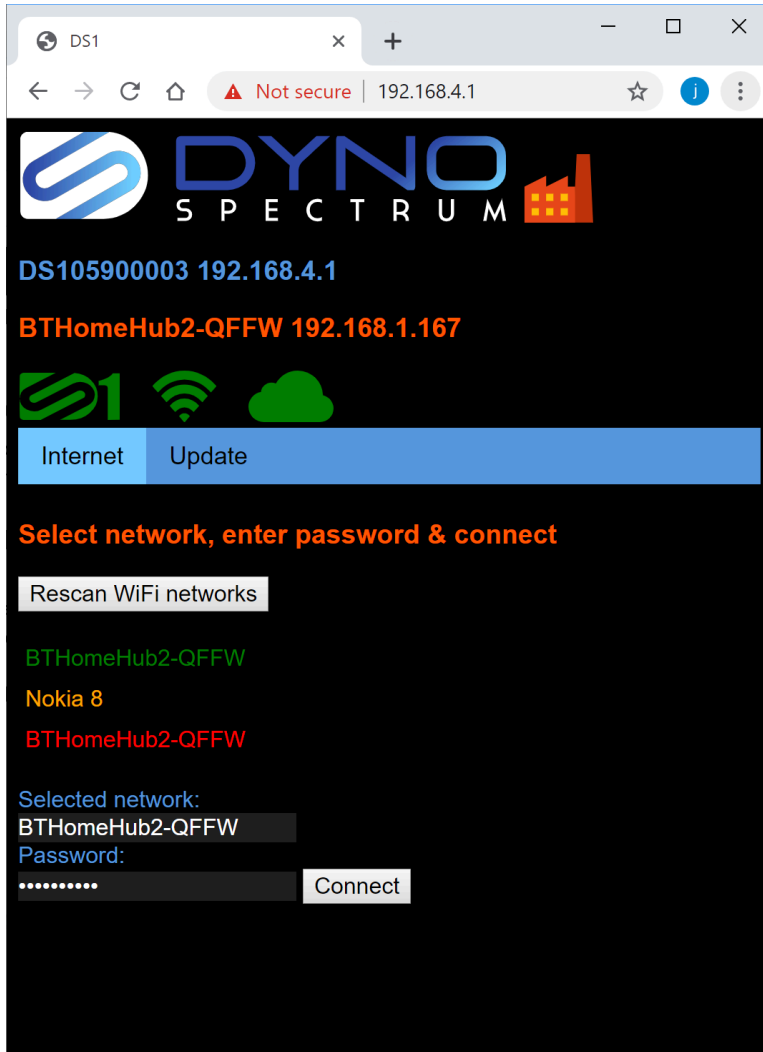 DS1
Not secure 192.168.4.1
j
DYNO
SPECTRUM
DS105900003 192.168.4.1
BTHomeHub2-QFFW 192.168.1.167
S1
Internet Update
Select network, enter password & connect
Rescan WiFi networks
BTHomeHub2-QFFW
Nokia 8
BTHomeHub2-QFFW
Selected network:
BTHomeHub2-QFFW
Password:
•••••••••• Connect